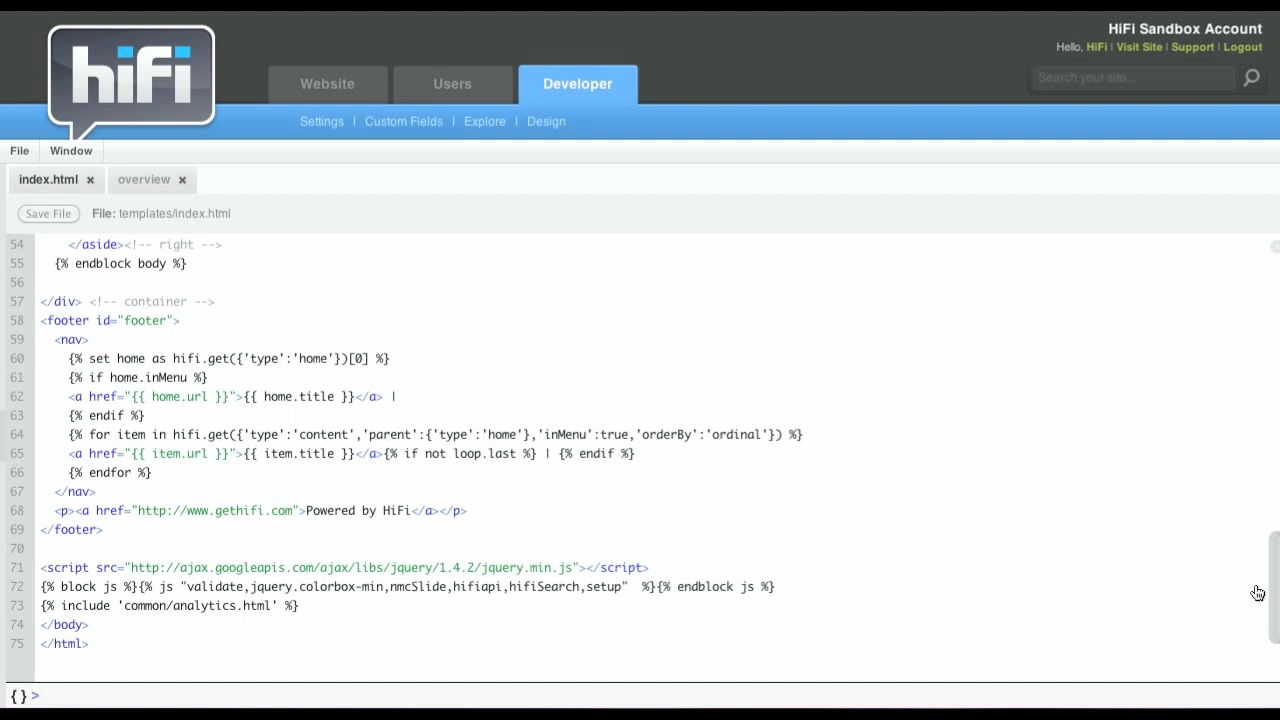 HiFi Sandbox Account
Hello, HiFi | Visit Site | Support | Logout
hifi
Website
Users
Developer
Search your site...
Settings | Custom Fields | Explore | Design
File
Window
index.html ×
overview ×
Save File
File: templates/index.html
54 </aside><!-- right -->
55 {% endblock body %}
56
57 </div> <!-- container -->
58 <footer id="footer">
59 <nav>
60 {% set home as hifi.get({'type':'home'})[0] %}
61 {% if home.inMenu %}
62 <a href="{{ home.url }}">{{ home.title }}</a> |
63 {% endif %}
64 {% for item in hifi.get({'type':'content','parent':{'type':'home'},'inMenu':true,'orderBy':'ordinal'}) %}
65 <a href="{{ item.url }}">{{ item.title }}</a>{% if not loop.last %} | {% endif %}
66 {% endfor %}
67 </nav>
68 <p><a href="http://www.gethifi.com">Powered by HiFi</a></p>
69 </footer>
70
71 <script src="http://ajax.googleapis.com/ajax/libs/jquery/1.4.2/jquery.min.js"></script>
72 {% block js %}{% js "validate,jquery.colorbox-min,nmcSlide,hifiapi,hifiSearch,setup"  %}{% endblock js %}
73 {% include 'common/analytics.html' %}
74 </body>
75 </html>
{} >